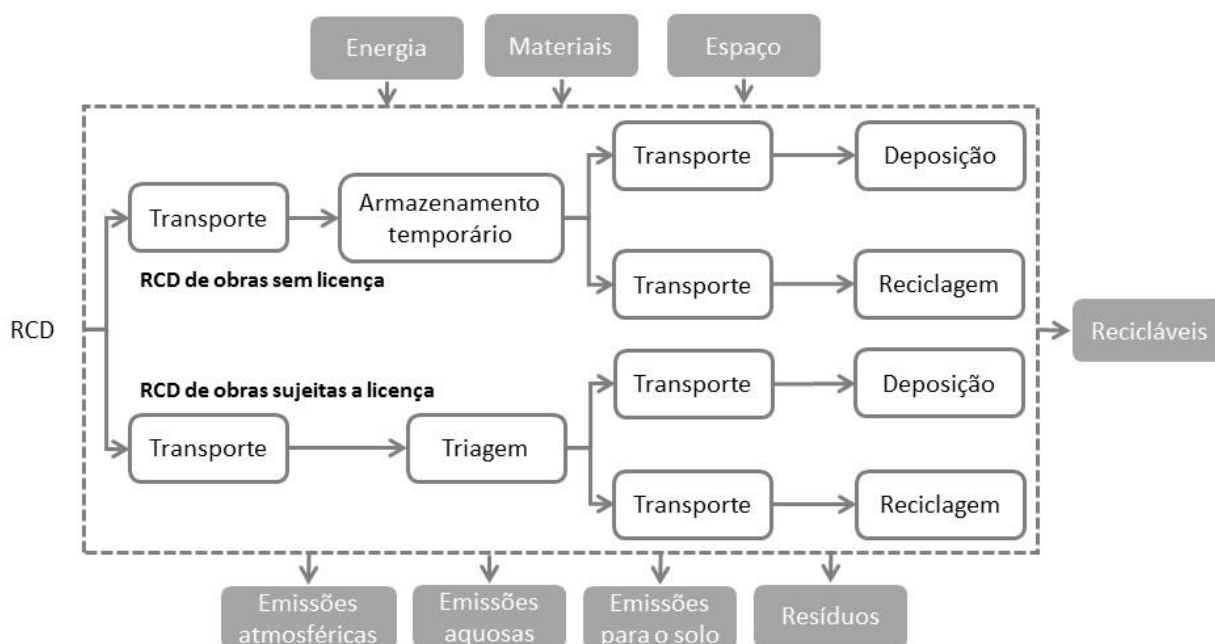 Energia
Materiais
Espaço
Transporte
Deposição
Transporte
Armazenamento
temporário
RCD de obras sem licença
Transporte
Reciclagem
RCD
Recicláveis
RCD de obras sujeitas a licença
Transporte
Deposição
Transporte
Triagem
Transporte
Reciclagem
Emissões
atmosféricas
Emissões
aquosas
Emissões
para o solo
Resíduos